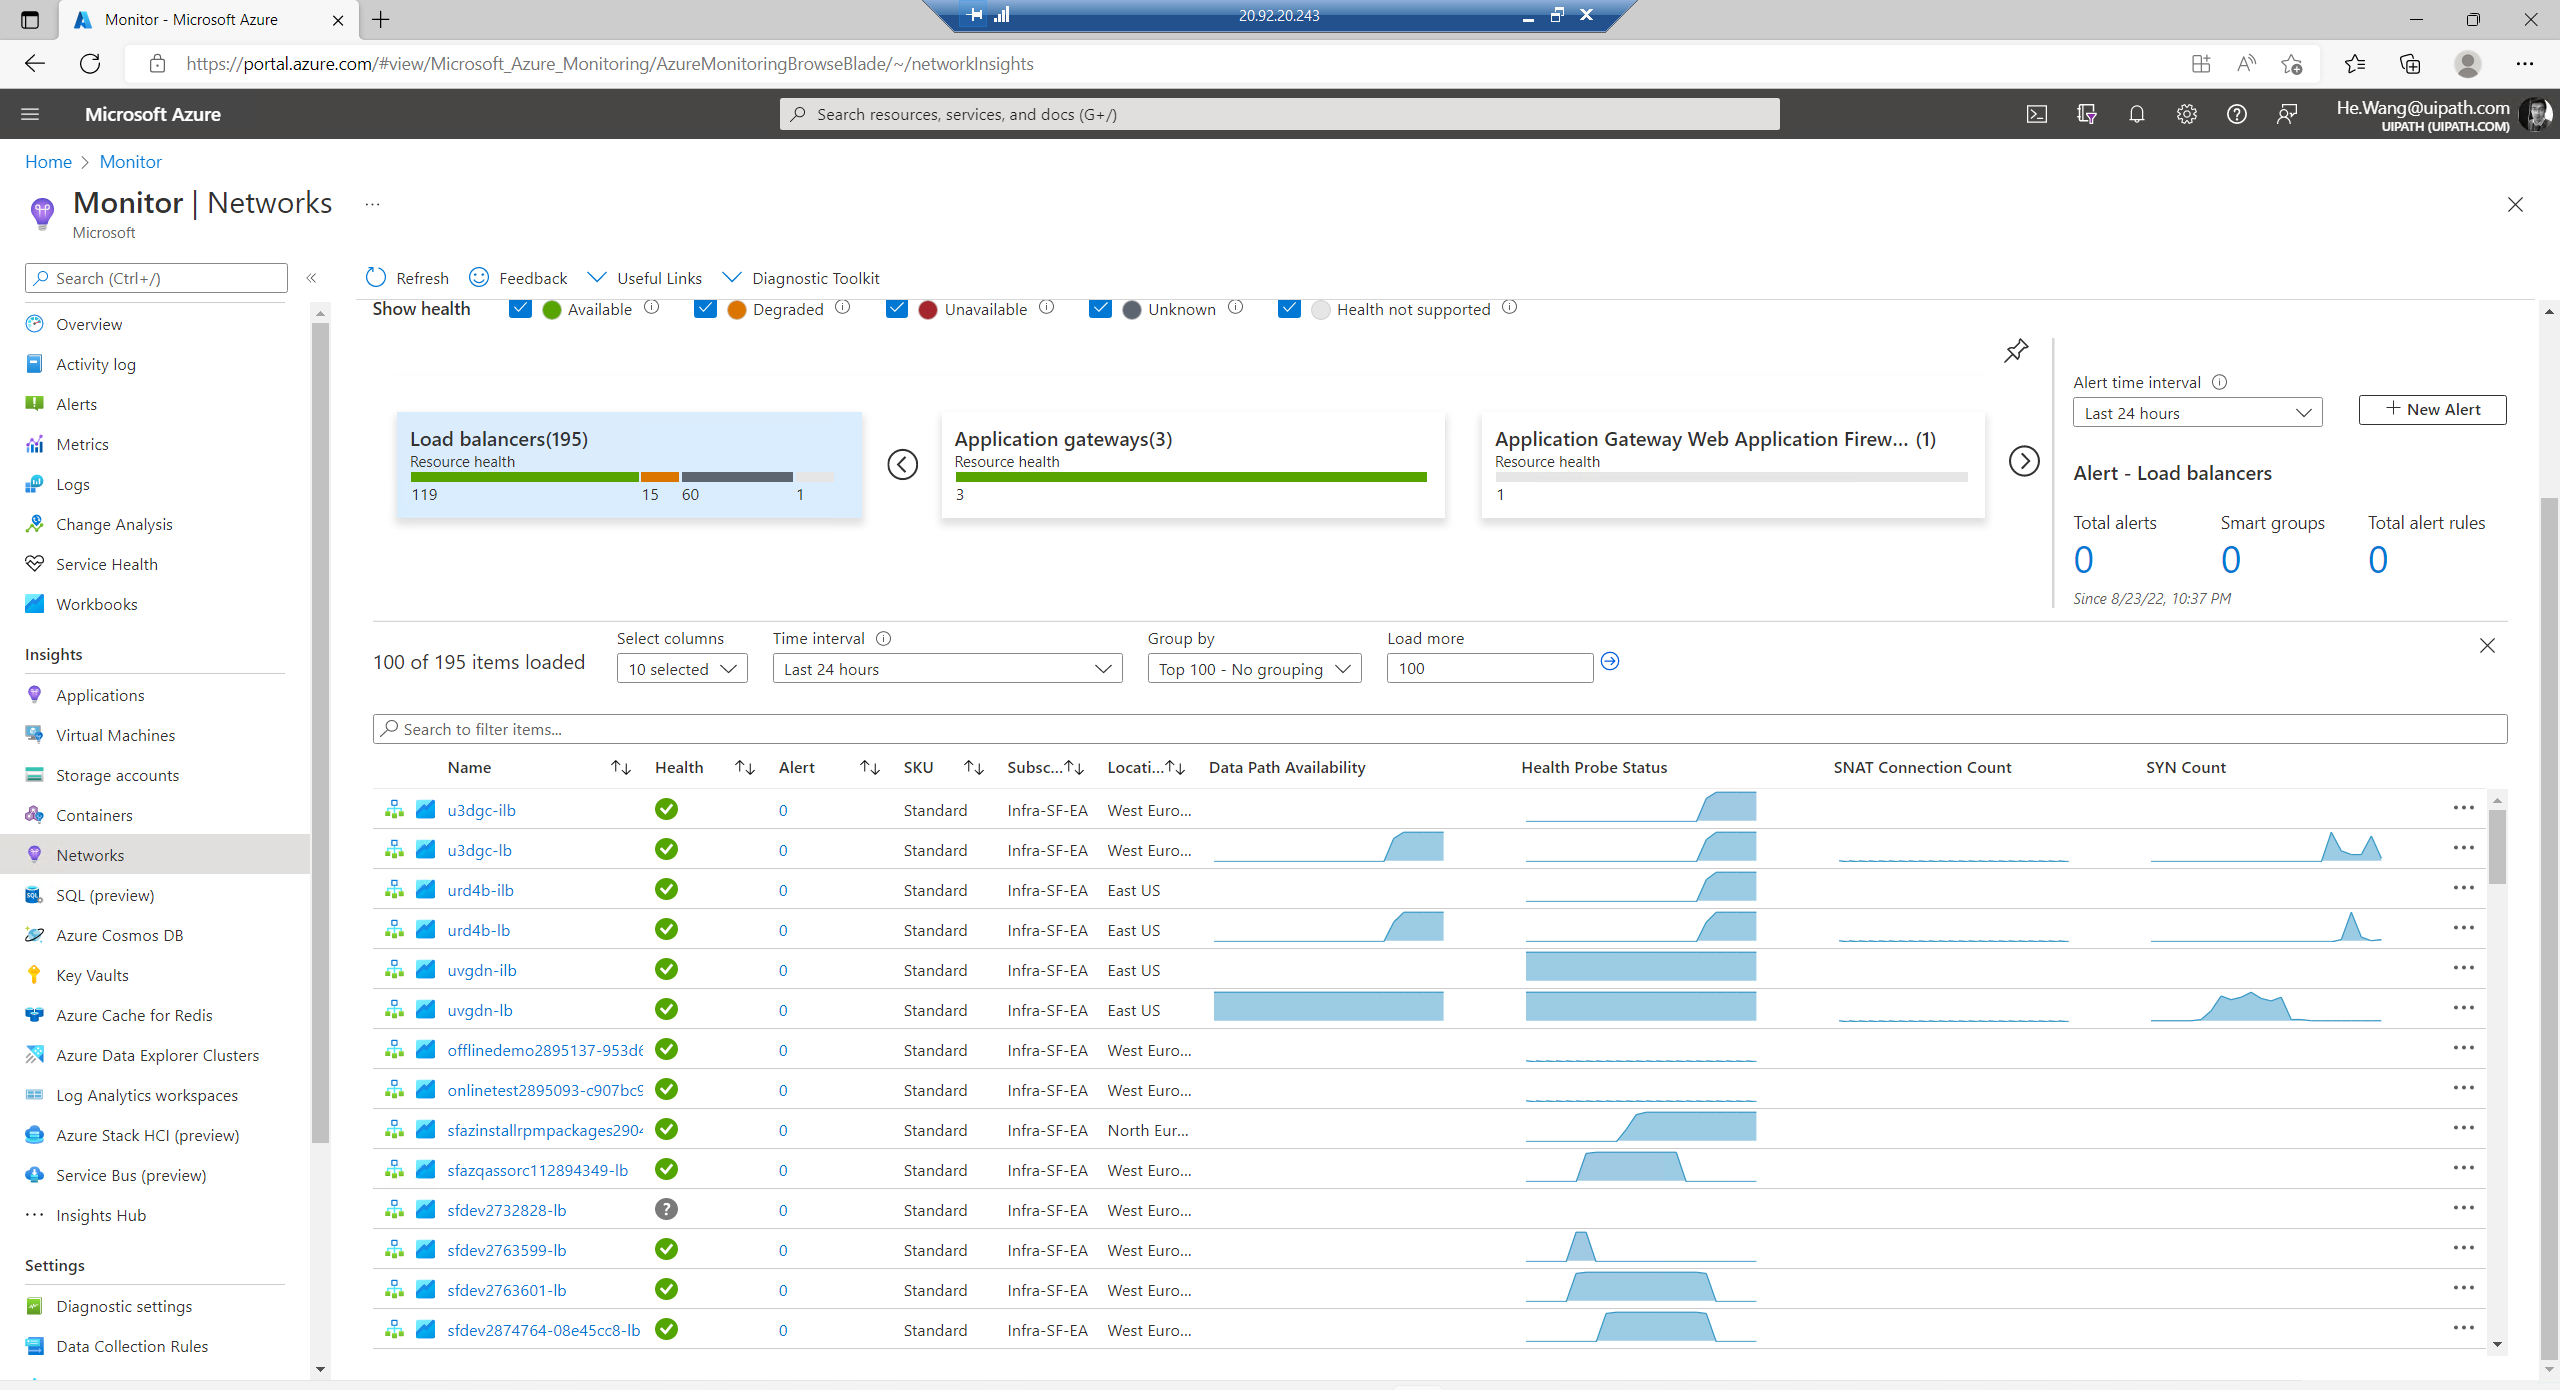 Monitor - Microsoft Azure
20.92.20.243
https://portal.azure.com/#view/Microsoft_Azure_Monitoring/AzureMonitoringBrowseBlade/~/networkInsights
Microsoft Azure
Search resources, services, and docs (G+/)
He.Wang@uipath.com
UIPATH (UIPATH.COM)
Home > Monitor
Monitor | Networks ...
Microsoft
Search (Ctrl+/)
Refresh Feedback Useful Links Diagnostic Toolkit
Show health Available Degraded Unavailable Unknown Health not supported
Overview
Activity log
Alerts
Metrics
Logs
Change Analysis
Service Health
Workbooks
Insights
Applications
Virtual Machines
Storage accounts
Containers
Networks
SQL (preview)
Azure Cosmos DB
Key Vaults
Azure Cache for Redis
Azure Data Explorer Clusters
Log Analytics workspaces
Azure Stack HCI (preview)
Service Bus (preview)
Insights Hub
Settings
Diagnostic settings
Data Collection Rules
Load balancers(195)
Resource health
119 15 60 1
Application gateways(3)
Resource health
3
Application Gateway Web Application Firew... (1)
Resource health
1
Alert time interval
Last 24 hours
New Alert
Alert - Load balancers
Total alerts Smart groups Total alert rules
0 0 0
Since 8/23/22, 10:37 PM
100 of 195 items loaded
Select columns
10 selected
Time interval
Last 24 hours
Group by
Top 100 - No grouping
Load more
100
Search to filter items...
Name Health Alert SKU Subsc... Locati... Data Path Availability Health Probe Status SNAT Connection Count SYN Count
u3dgc-ilb 0 Standard Infra-SF-EA West Euro...
u3dgc-lb 0 Standard Infra-SF-EA West Euro...
urd4b-ilb 0 Standard Infra-SF-EA East US
urd4b-lb 0 Standard Infra-SF-EA East US
uvgdn-ilb 0 Standard Infra-SF-EA East US
uvgdn-lb 0 Standard Infra-SF-EA East US
offlinedemo2895137-953d6 0 Standard Infra-SF-EA West Euro...
onlinetest2895093-c907bc9 0 Standard Infra-SF-EA West Euro...
sfazinstallrpmpackages2904 0 Standard Infra-SF-EA North Eur...
sfazqassorc112894349-lb 0 Standard Infra-SF-EA West Euro...
sfdev2732828-lb 0 Standard Infra-SF-EA West Euro...
sfdev2763599-lb 0 Standard Infra-SF-EA West Euro...
sfdev2763601-lb 0 Standard Infra-SF-EA West Euro...
sfdev2874764-08e45cc8-lb 0 Standard Infra-SF-EA West Euro...